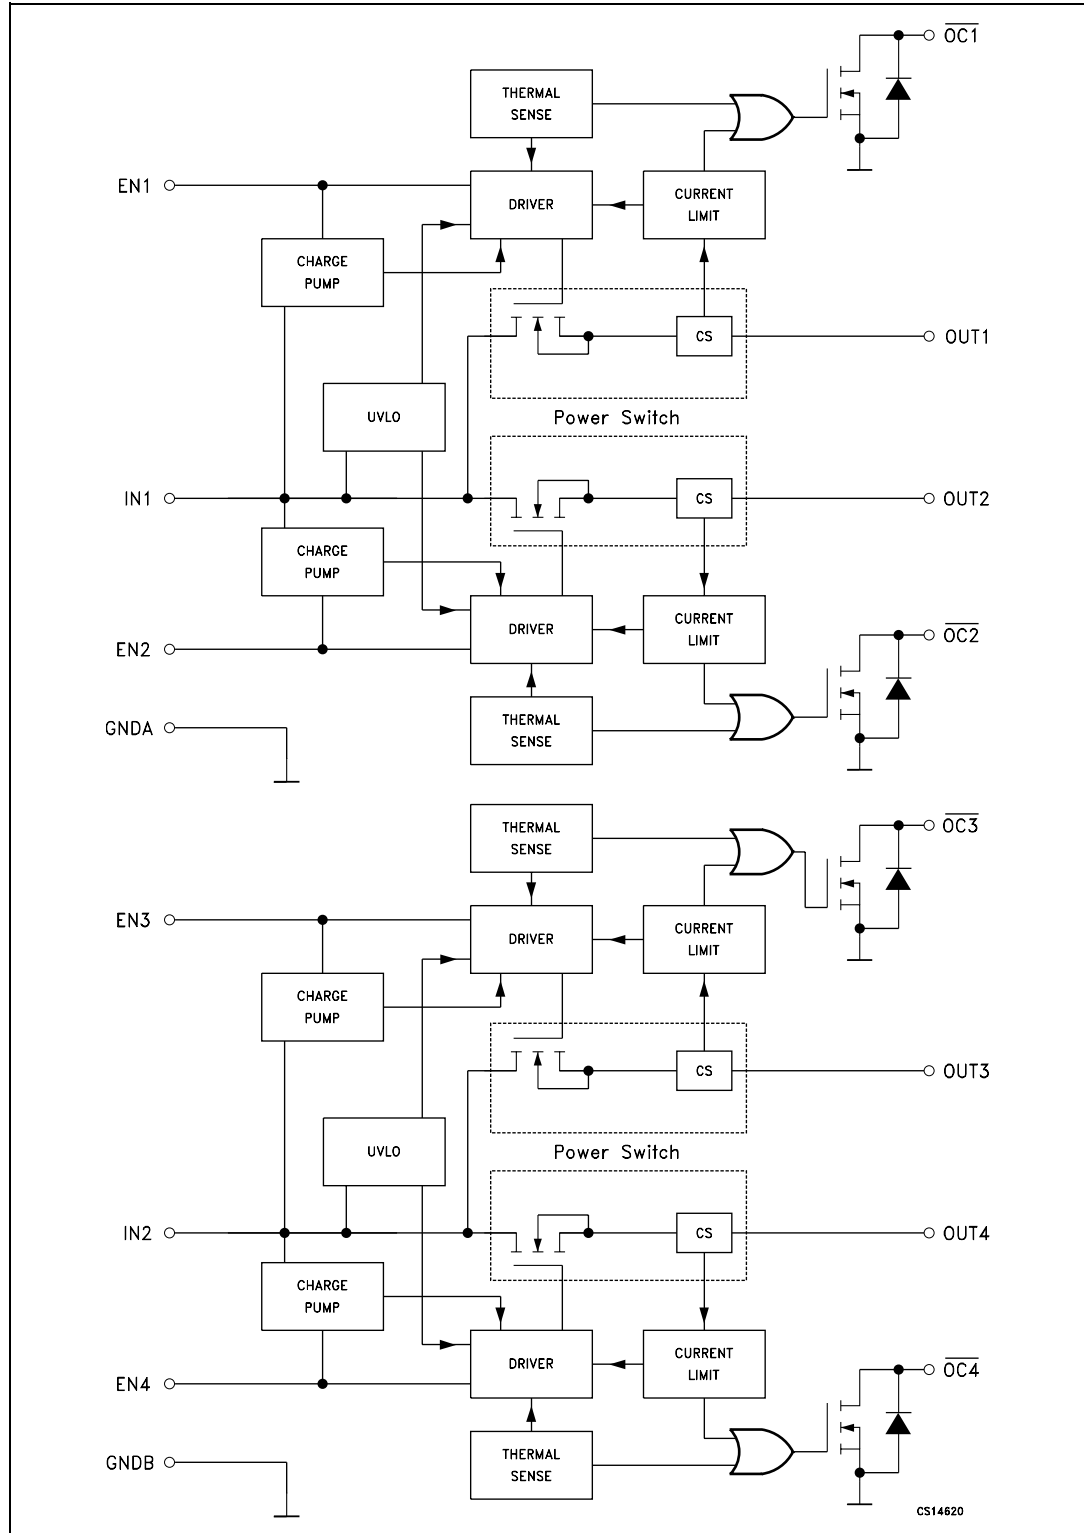 OC1
THERMAL
SENSE
EN1
DRIVER
CURRENT
LIMIT
CHARGE
PUMP
CS
OUT1
UVLO
Power Switch
IN1
CS
OUT2
CHARGE
PUMP
DRIVER
CURRENT
LIMIT
EN2
OC2
GNDA
THERMAL
SENSE
THERMAL
SENSE
OC3
EN3
DRIVER
CURRENT
LIMIT
CHARGE
PUMP
CS
OUT3
UVLO
Power Switch
IN2
CS
OUT4
CHARGE
PUMP
DRIVER
CURRENT
LIMIT
EN4
OC4
GNDB
THERMAL
SENSE
CS14620